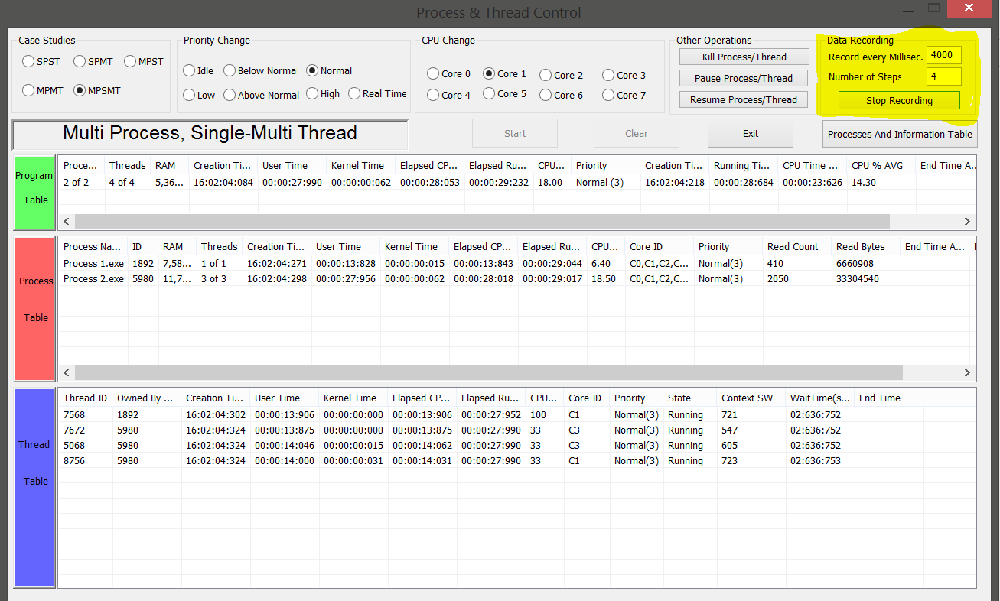 Process & Thread Control
Case Studies
SPST SPMT MPST
MPMT MPSMT
Priority Change
Idle Below Norma Normal
Low Above Normal High Real Time
CPU Change
Core 0 Core 1 Core 2 Core 3
Core 4 Core 5 Core 6 Core 7
Other Operations
Kill Process/Thread
Pause Process/Thread
Resume Process/Thread
Data Recording
Record every Millisec. 4000
Number of Steps 4
Stop Recording
Multi Process, Single-Multi Thread
Start Clear Exit Processes And Information Table
Program
Table
Proce... Threads RAM Creation Ti... User Time Kernel Time Elapsed CP... Elapsed Ru... CPU... Priority Creation Ti... Running Ti... CPU Time ... CPU % AVG End Time A...
2 of 2 4 of 4 5,36... 16:02:04:084 00:00:27:990 00:00:00:062 00:00:28:053 00:00:29:232 18.00 Normal (3) 16:02:04:218 00:00:28:684 00:00:23:626 14.30
Process
Table
Process Na... ID RAM Threads Creation Ti... User Time Kernel Time Elapsed CP... Elapsed Ru... CPU... Core ID Priority Read Count Read Bytes End Time A...
Process 1.exe 1892 7,58... 1 of 1 16:02:04:271 00:00:13:828 00:00:00:015 00:00:13:843 00:00:29:044 6.40 C0,C1,C2,C... Normal(3) 410 6660908
Process 2.exe 5980 11,7... 3 of 3 16:02:04:298 00:00:27:956 00:00:00:062 00:00:28:018 00:00:29:017 18.50 C0,C1,C2,C... Normal(3) 2050 33304540
Thread
Table
Thread ID Owned By ... Creation Ti... User Time Kernel Time Elapsed CP... Elapsed Ru... CPU... Core ID Priority State Context SW WaitTime(s... End Time
7568 1892 16:02:04:302 00:00:13:906 00:00:00:000 00:00:13:906 00:00:27:952 100 C1 Normal(3) Running 721 02:636:752
7672 5980 16:02:04:324 00:00:13:875 00:00:00:000 00:00:13:875 00:00:27:990 33 C3 Normal(3) Running 547 02:636:752
5068 5980 16:02:04:324 00:00:14:046 00:00:00:015 00:00:14:062 00:00:27:990 33 C3 Normal(3) Running 605 02:636:752
8756 5980 16:02:04:324 00:00:14:000 00:00:00:031 00:00:14:031 00:00:27:990 33 C1 Normal(3) Running 723 02:636:753